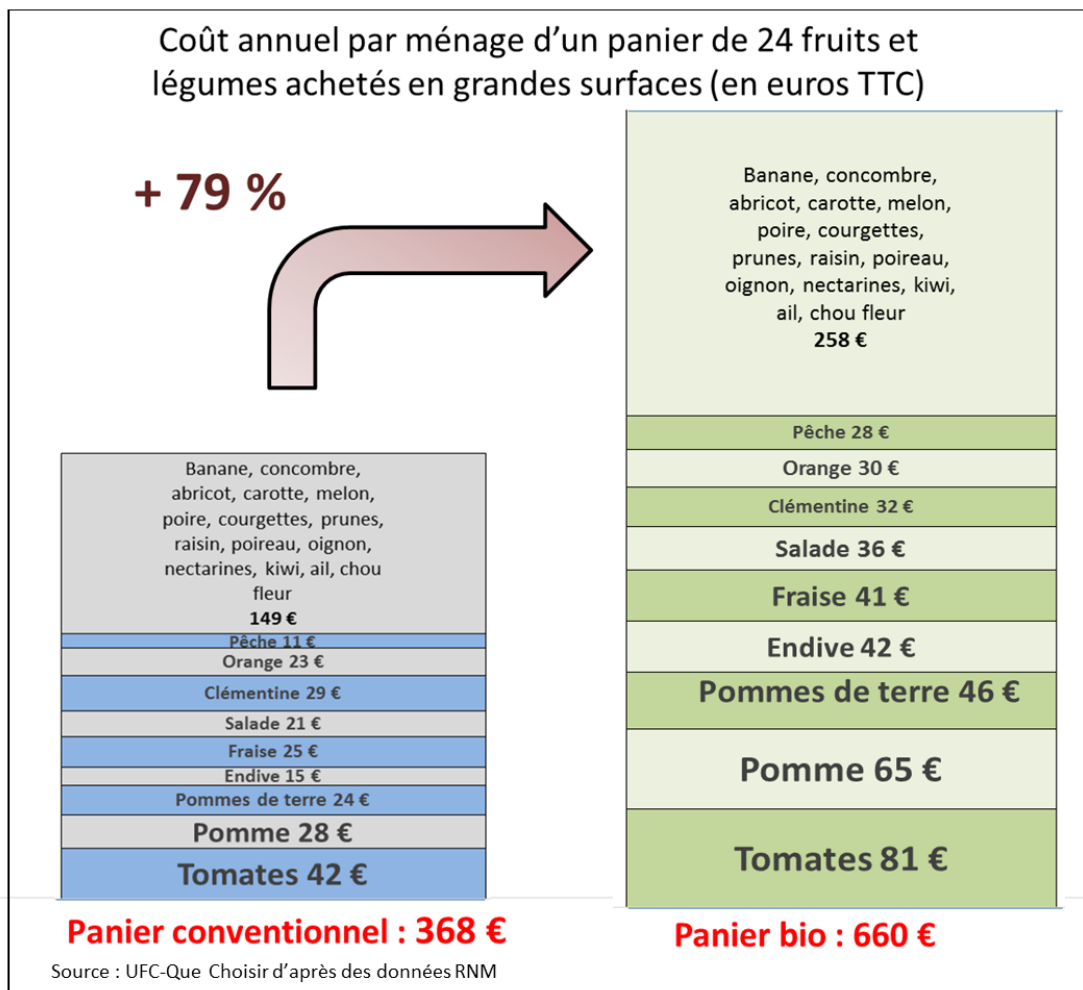 Coût annuel par ménage d’un panier de 24 fruits et
légumes achetés en grandes surfaces (en euros TTC)
+ 79 %
Banane, concombre,
abricot, carotte, melon,
poire, courgettes, prunes,
raisin, poireau, oignon,
nectarines, kiwi, ail, chou
fleur
149 €
Pêche 11 €
Orange 23 €
Clémentine 29 €
Salade 21 €
Fraise 25 €
Endive 15 €
Pommes de terre 24 €
Pomme 28 €
Tomates 42 €
Panier conventionnel : 368 €
Banane, concombre,
abricot, carotte, melon,
poire, courgettes,
prunes, raisin, poireau,
oignon, nectarines, kiwi,
ail, chou fleur
258 €
Pêche 28 €
Orange 30 €
Clémentine 32 €
Salade 36 €
Fraise 41 €
Endive 42 €
Pommes de terre 46 €
Pomme 65 €
Tomates 81 €
Panier bio : 660 €
Source : UFC-Que Choisir d’après des données RNM